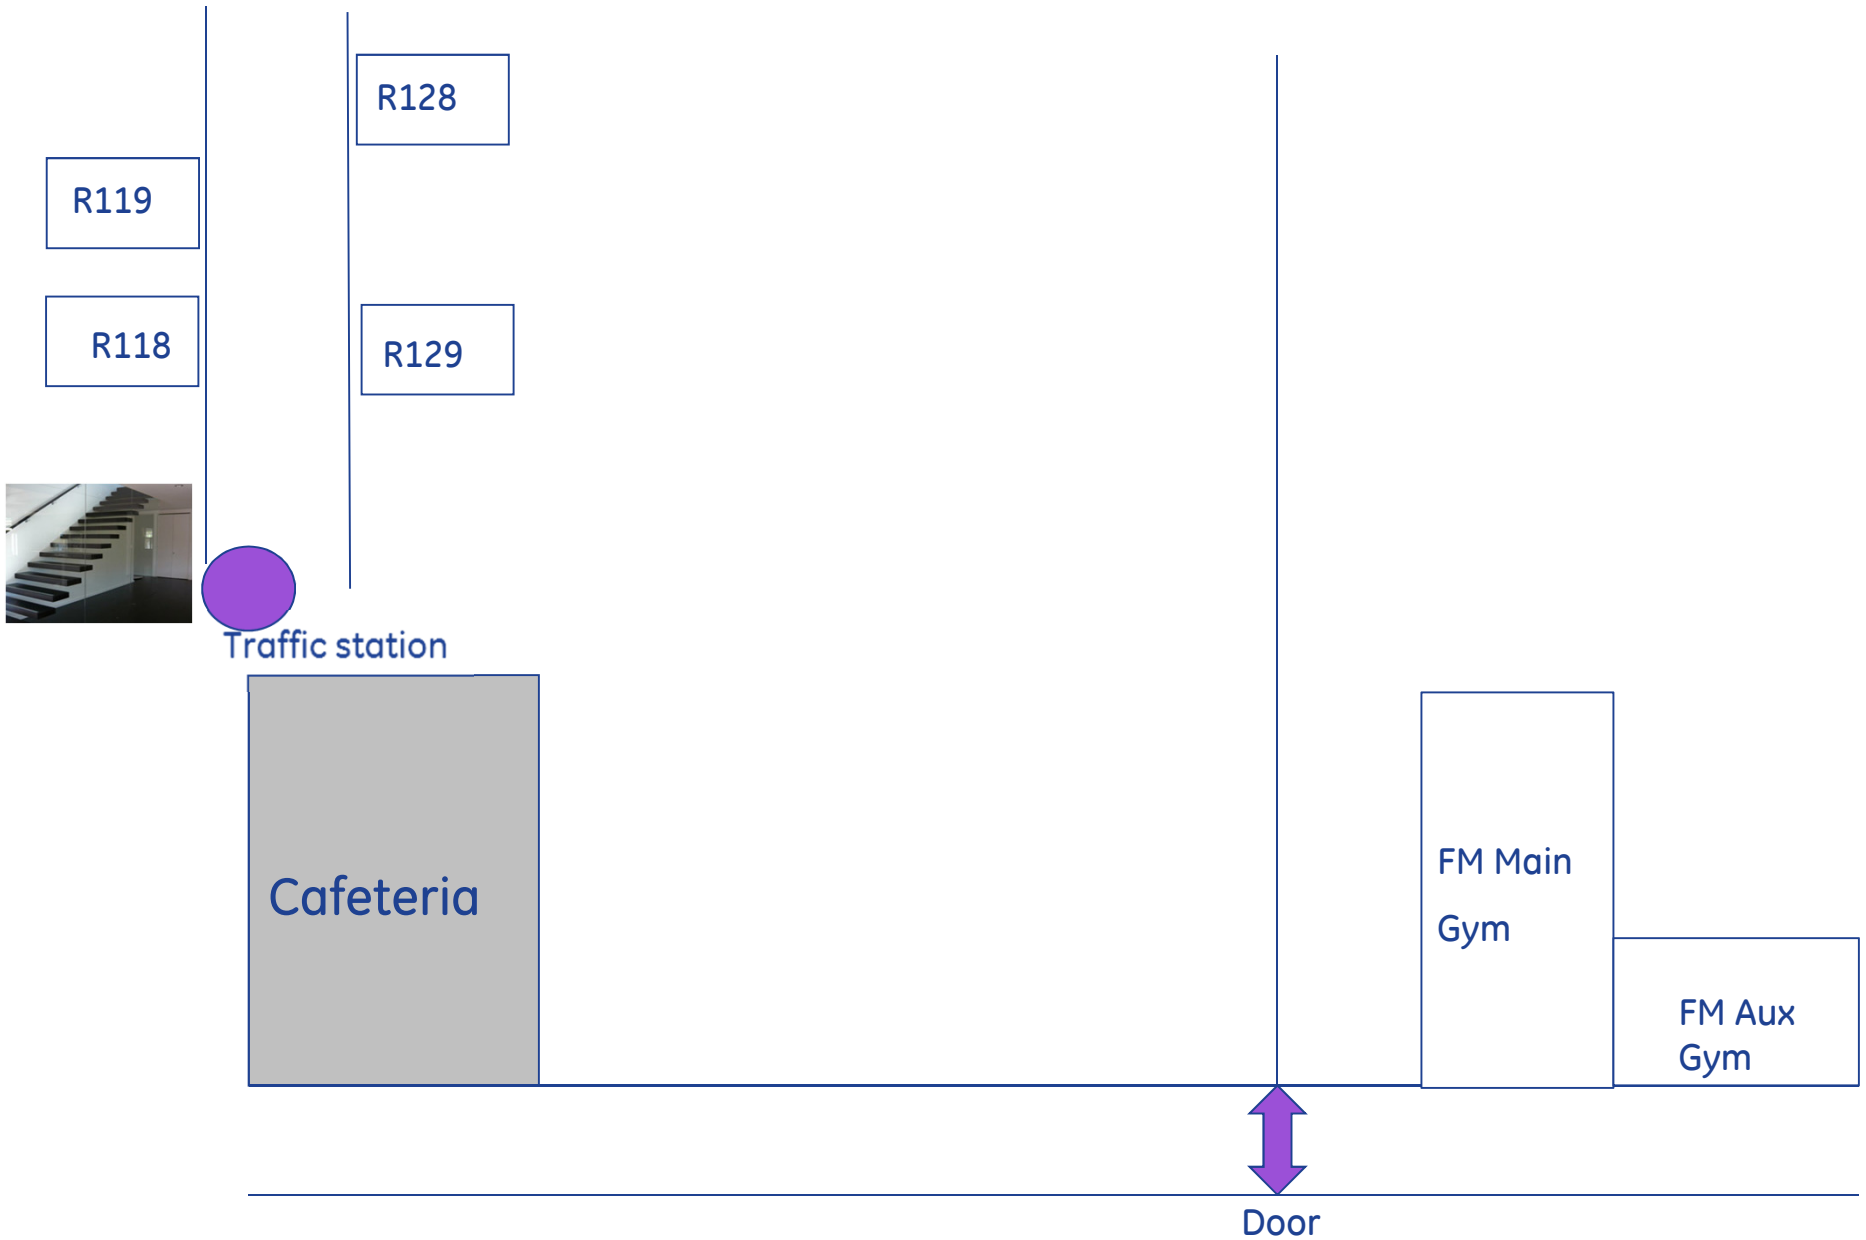 R128
R119
R118
R129
Traffic station
Cafeteria
FM Main
Gym
FM Aux
Gym
Door